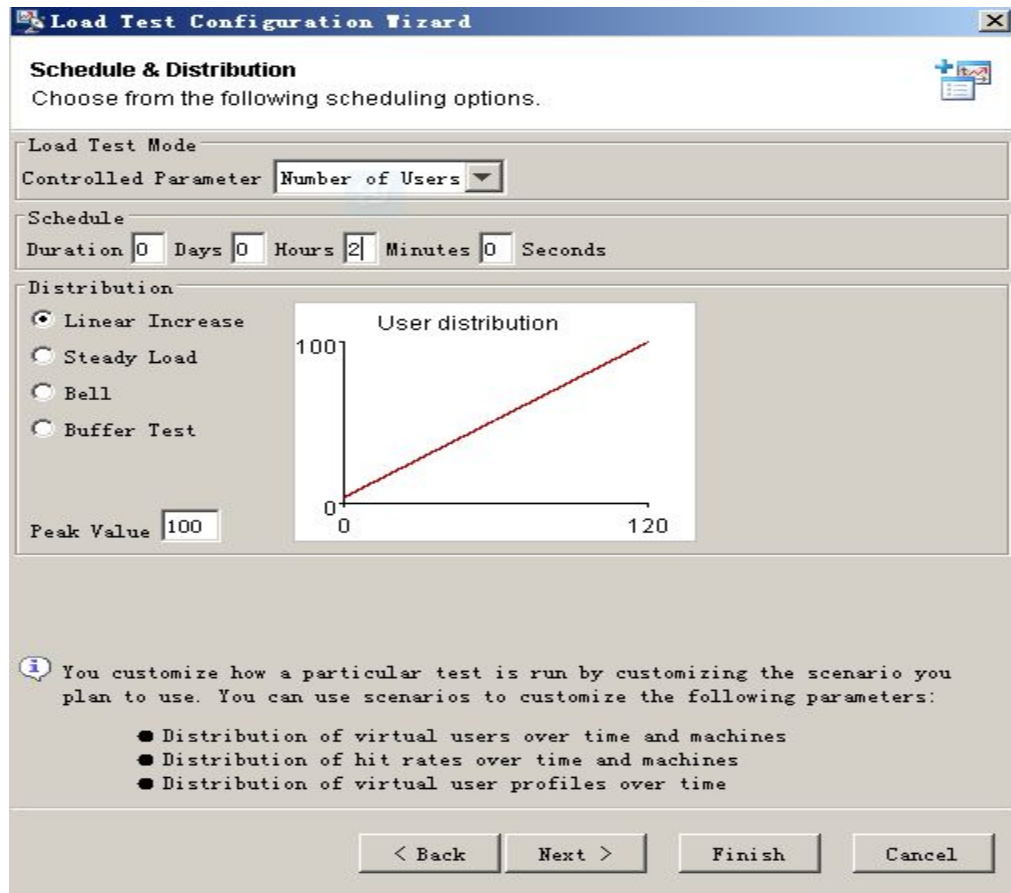 Load Test Configuration Wizard
Schedule & Distribution
Choose from the following scheduling options.
Load Test Mode
Controlled Parameter Number of Users
Schedule
Duration 0 Days 0 Hours 2 Minutes 0 Seconds
Distribution
Linear Increase
Steady Load
Bell
Buffer Test
Peak Value 100
User distribution
100
0
0 120
You customize how a particular test is run by customizing the scenario you
plan to use. You can use scenarios to customize the following parameters:
Distribution of virtual users over time and machines
Distribution of hit rates over time and machines
Distribution of virtual user profiles over time
< Back Next > Finish Cancel